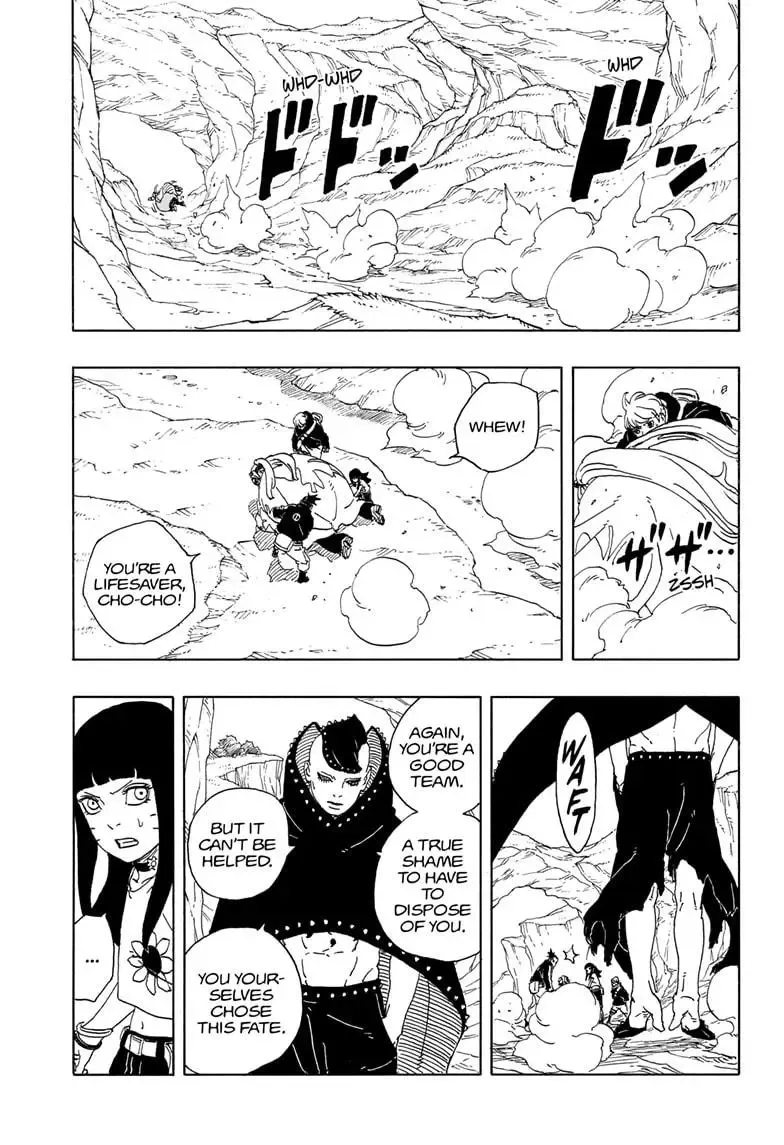 WHD
ドッ
WHD-WHD
ドドッ
ザザ…
ZSSH
WHEW!
YOU'RE A
LIFESAVER,
CHO-CHO!
WAFT
AGAIN,
YOU'RE A
GOOD
TEAM.
A TRUE
SHAME
TO HAVE
TO
DISPOSE
OF YOU.
BUT IT
CAN'T BE
HELPED.
YOU YOUR-
SELVES
CHOSE
THIS FATE.
...